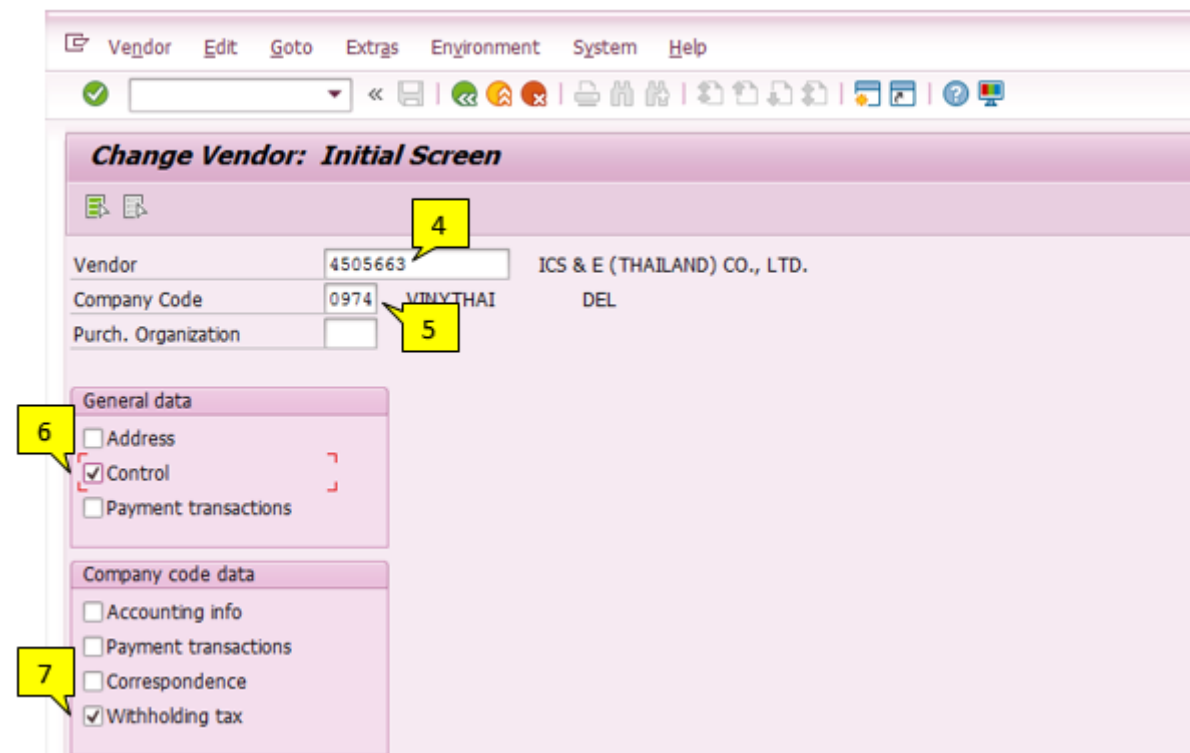 Vendor Edit Goto Extras Environment System Help
Change Vendor: Initial Screen
4
Vendor 4505663 ICS & E (THAILAND) CO., LTD.
Company Code 0974 VINYTHAI DEL
5
Purch. Organization
General data
6
Address
Control
Payment transactions
Company code data
Accounting info
Payment transactions
7
Correspondence
Withholding tax